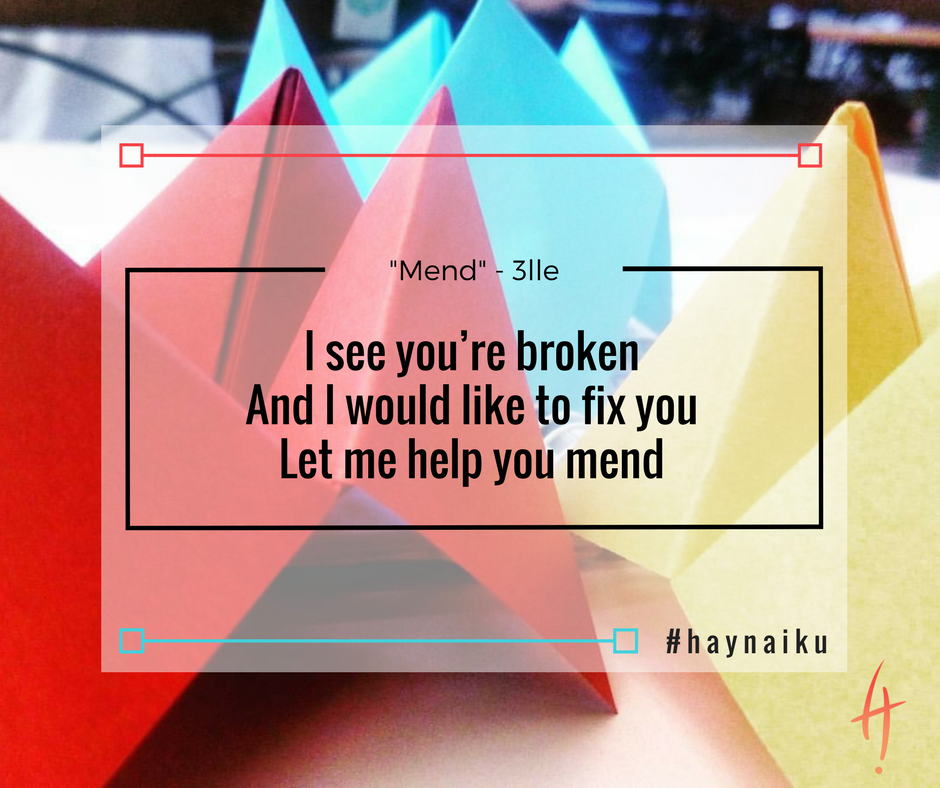 "Mend" - 3lle
I see you’re broken
And I would like to fix you
Let me help you mend
#haynaiku